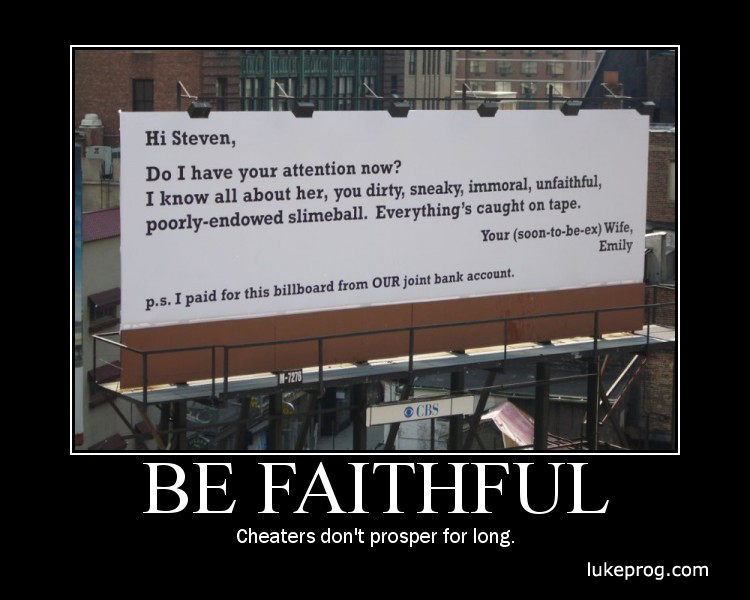 Hi Steven,
Do I have your attention now?
I know all about her, you dirty, sneaky, immoral, unfaithful,
poorly-endowed slimeball. Everything's caught on tape.
Your (soon-to-be-ex) Wife,
Emily
p.s. I paid for this billboard from OUR joint bank account.
M-7276
CBS
BE FAITHFUL
Cheaters don't prosper for long.
lukeprog.com